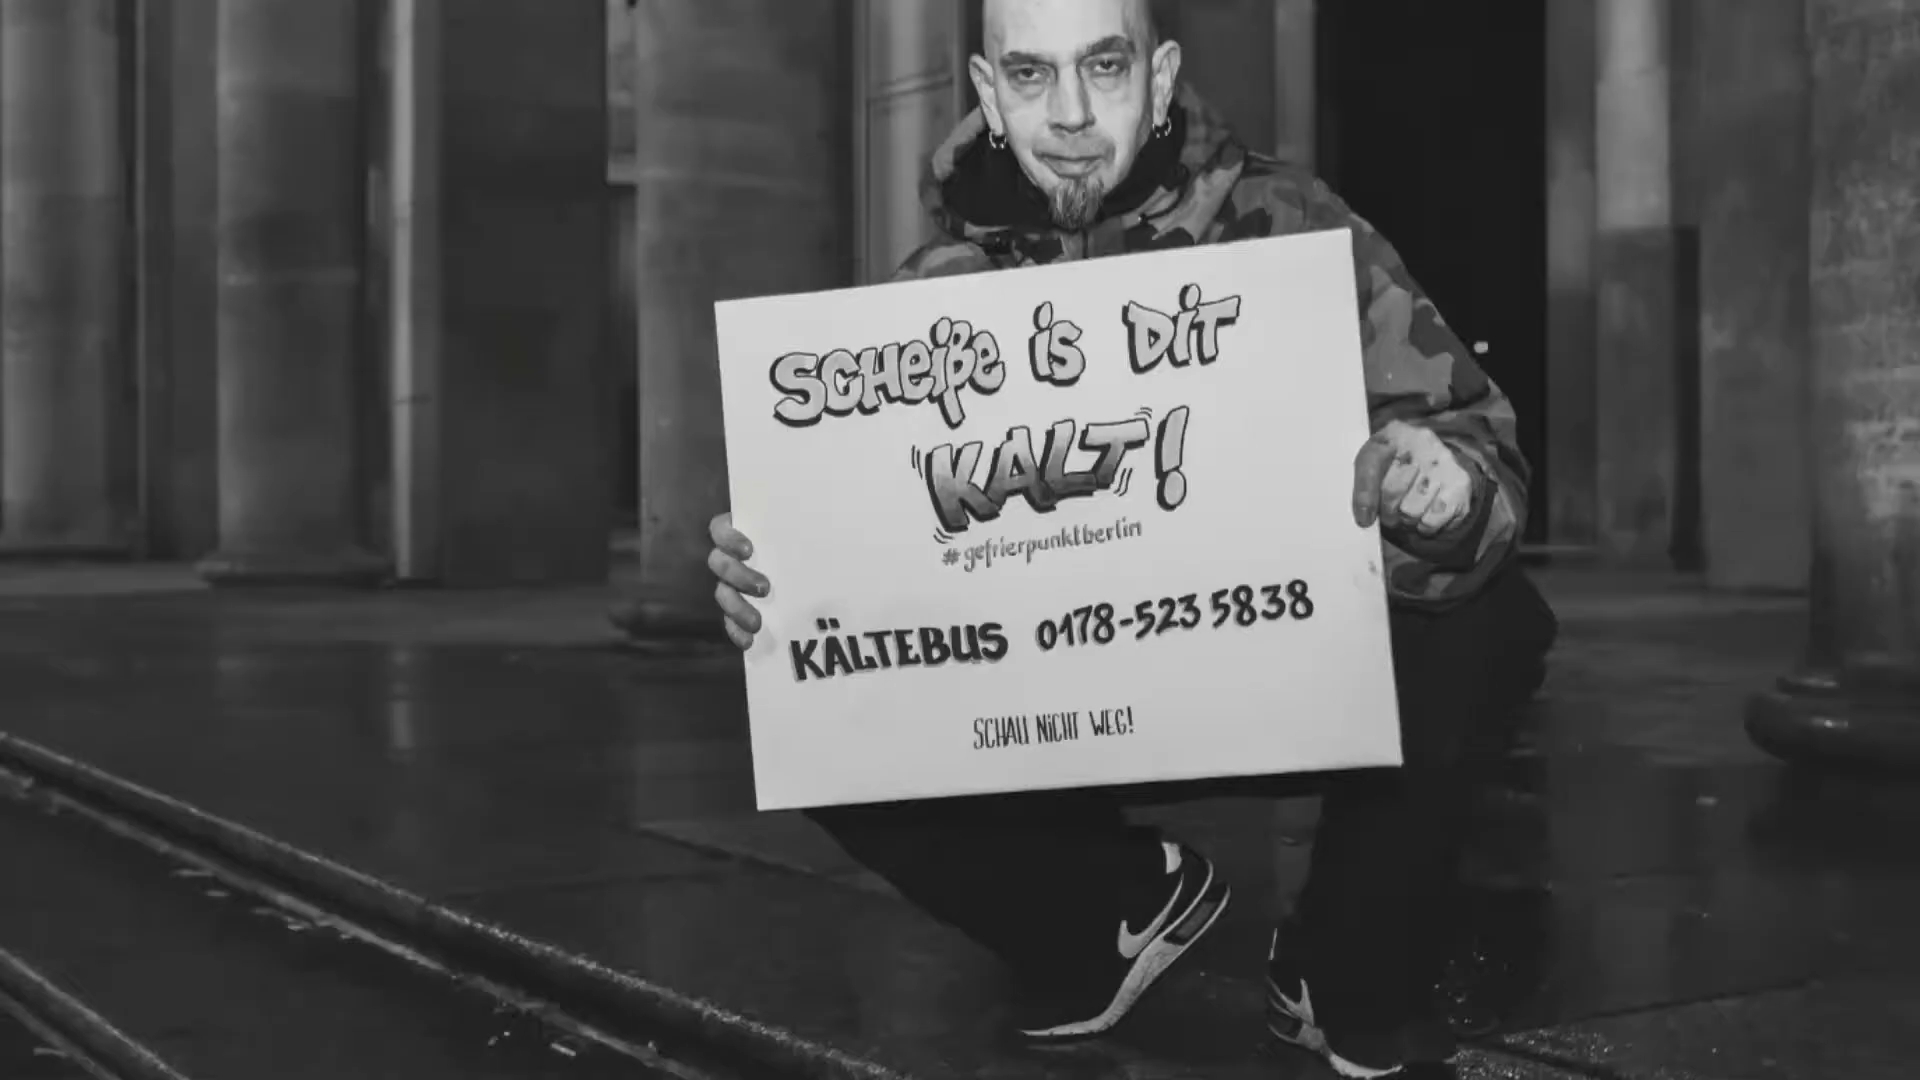 SCHEIßE IS DIT
KALT!
#gefrierpunktberlin
KÄLTEBUS 0178-523 5838
SCHAU NICHT WEG!